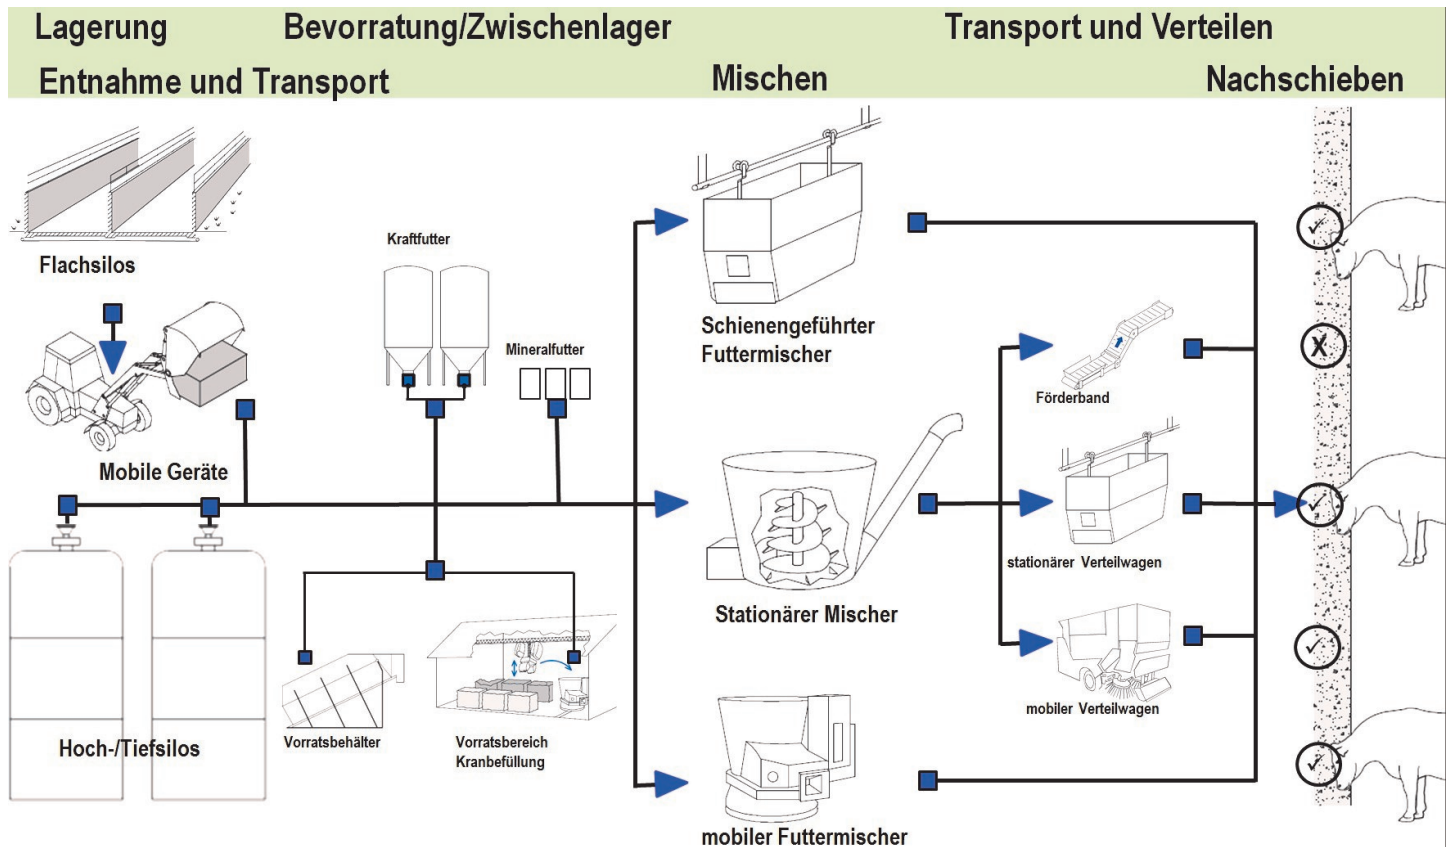 Lagerung
Bevorratung/Zwischenlager
Transport und Verteilen
Entnahme und Transport
Mischen
Nachschieben
Flachsilos
Mobile Geräte
Hoch-/Tiefsilos
Kraftfutter
Mineralfutter
Vorratsbehälter
Vorratsbereich
Kranbefüllung
Schienengeführter
Futtermischer
Stationärer Mischer
mobiler Futtermischer
Förderband
stationärer Verteilwagen
mobiler Verteilwagen
✓
X
✓
✓
✓